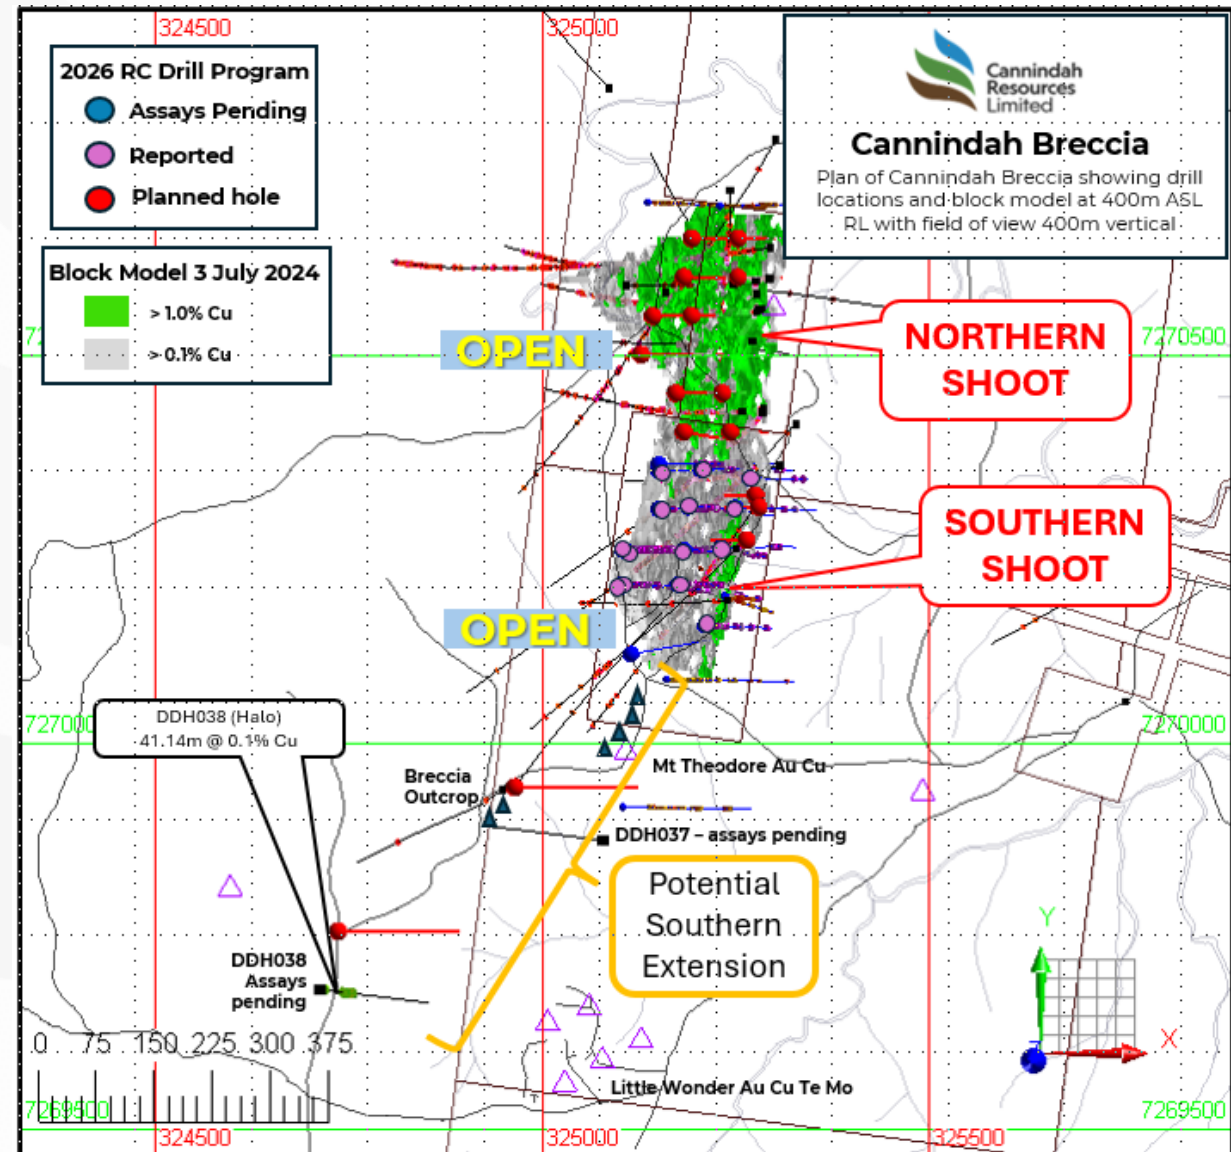 324500
325000
2026 RC Drill Program
Assays Pending
Reported
Planned hole
Cannindah
Resources
Limited
Cannindah Breccia
Plan of Cannindah Breccia showing drill
locations and block model at 400m ASL
RL with field of view 400m vertical
Block Model 3 July 2024
> 1.0% Cu
> 0.1% Cu
OPEN
NORTHERN
SHOOT
7270500
SOUTHERN
SHOOT
OPEN
DDH038 (Halo)
41.14m @ 0.1% Cu
7270000
Mt Theodore Au Cu
Breccia
Outcrop
DDH037 – assays pending
Potential
Southern
Extension
DDH038
Assays
pending
Y
X
0 75 150 225 300 375
Little Wonder Au Cu Te Mo
7269500
7269500
324500
325000
325500